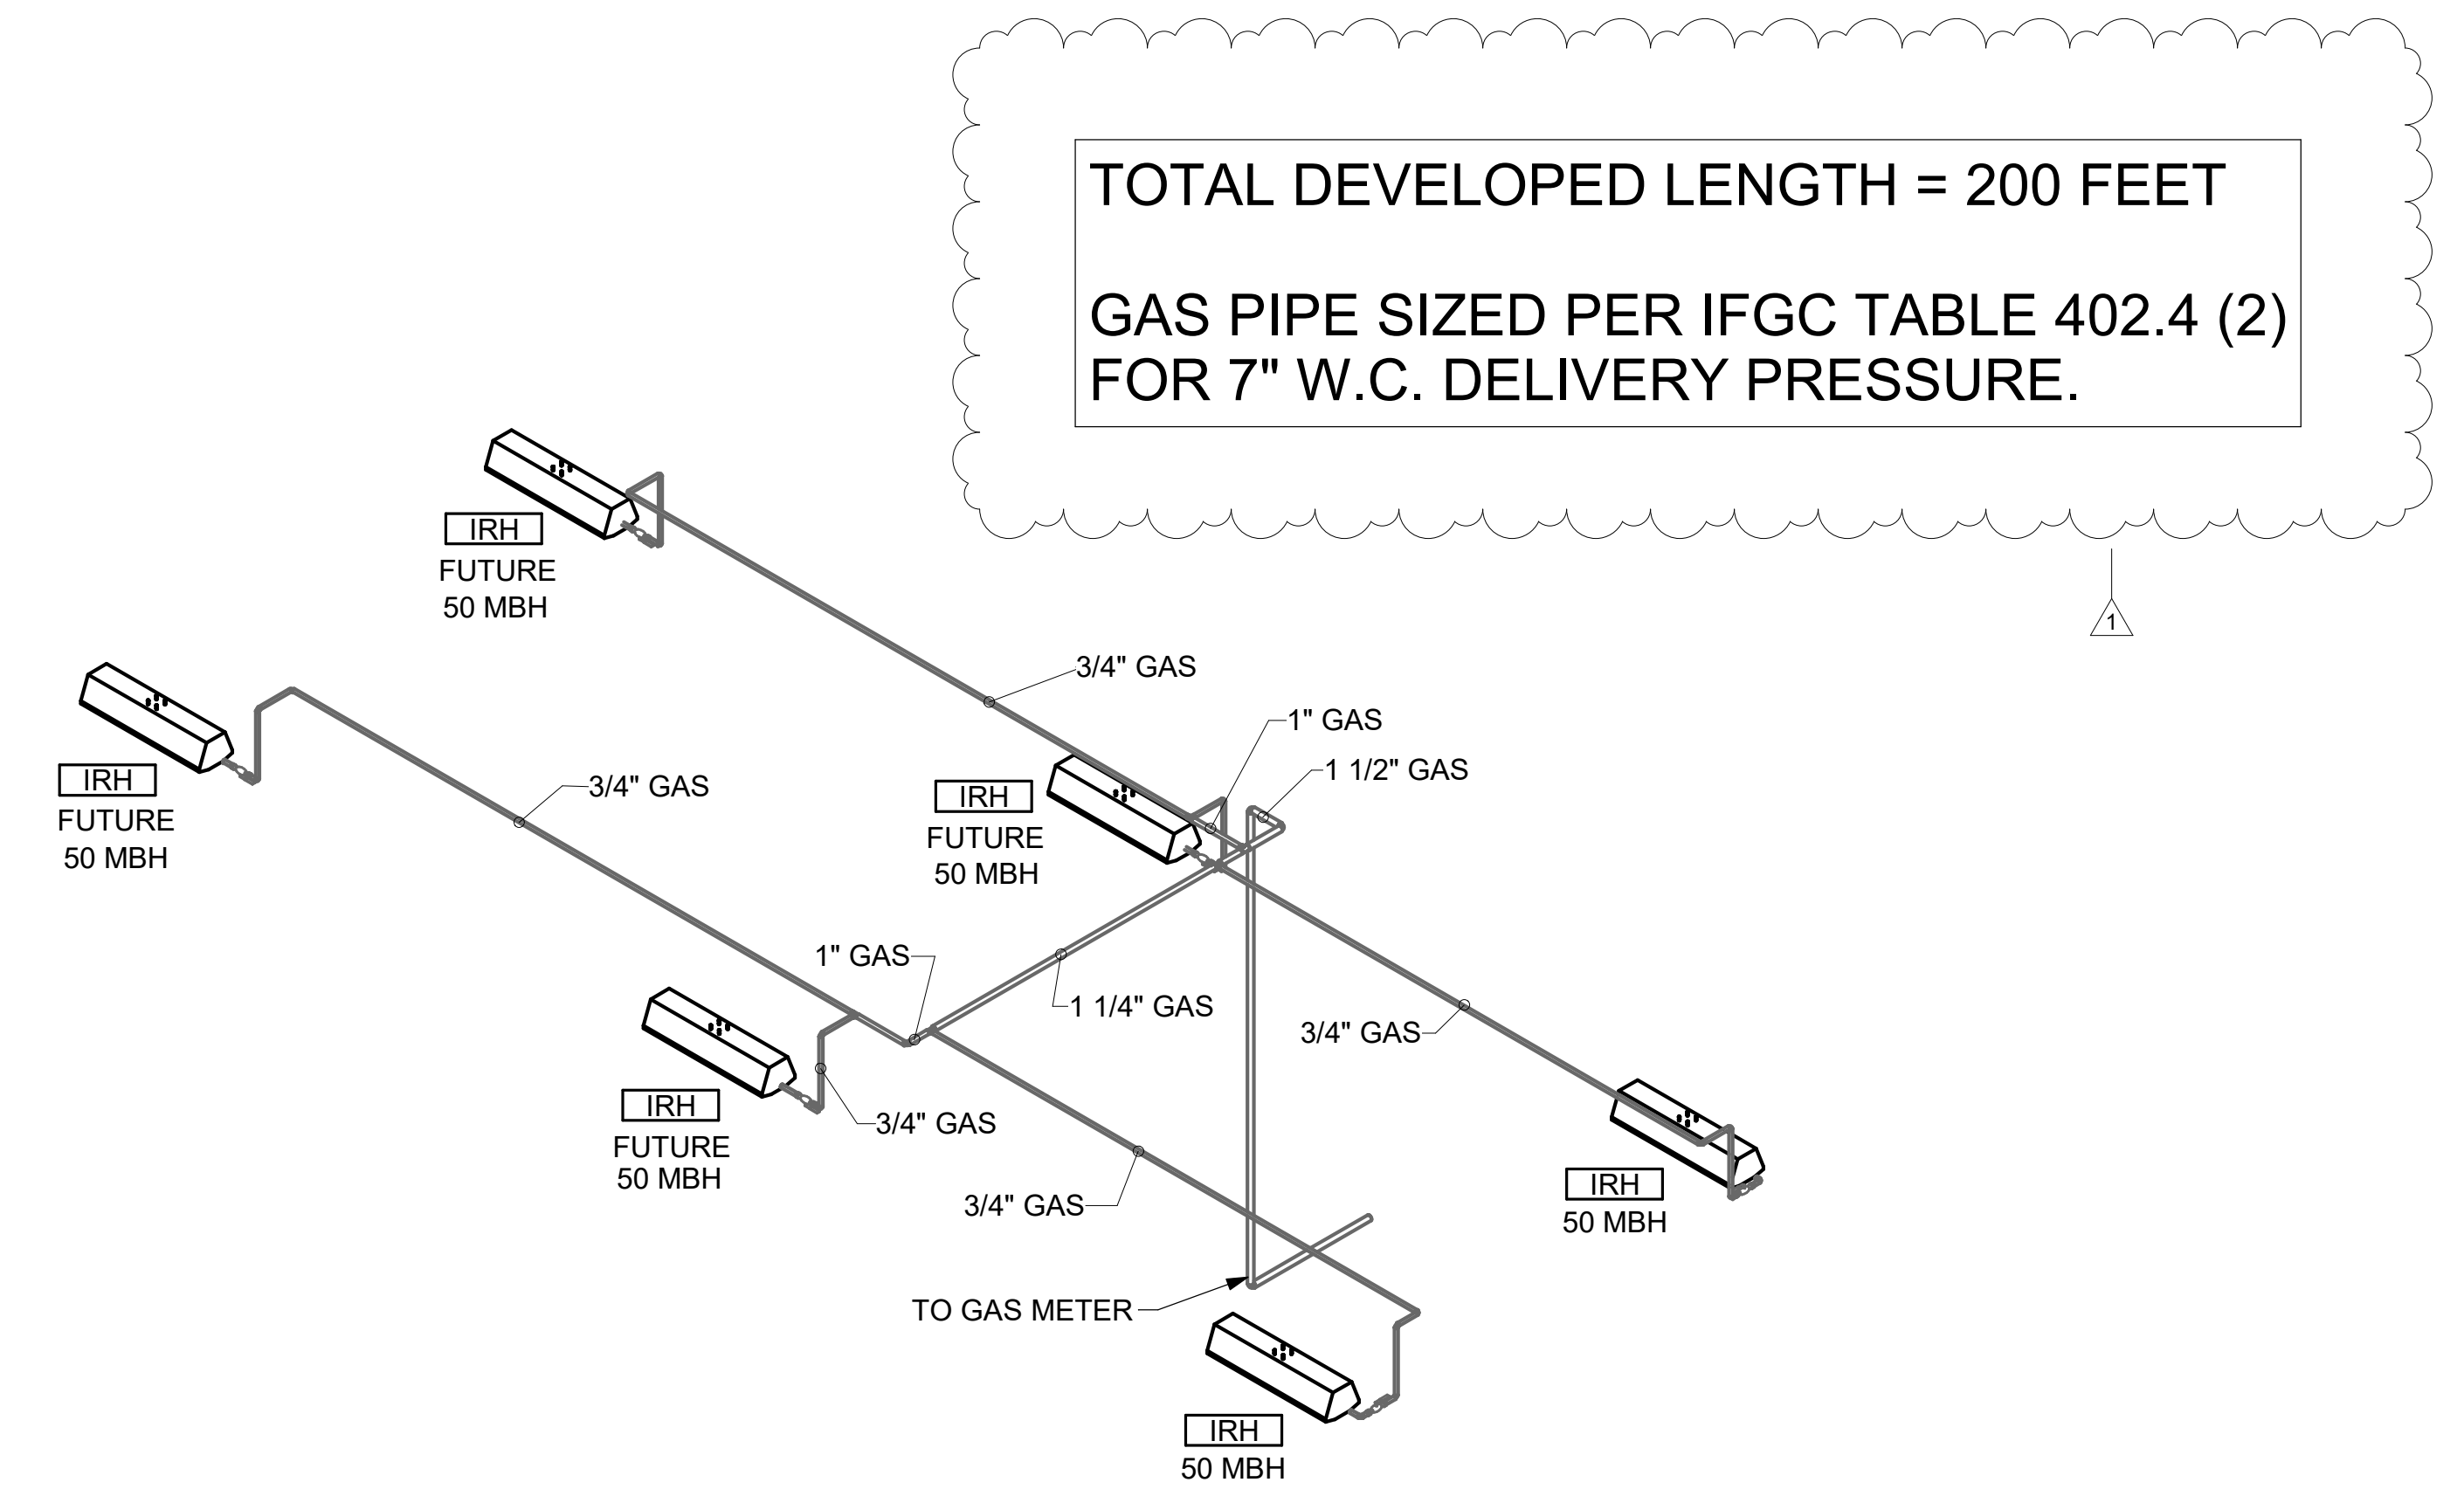 TOTAL DEVELOPED LENGTH = 200 FEET
GAS PIPE SIZED PER IFGC TABLE 402.4 (2)
FOR 7" W.C. DELIVERY PRESSURE.
1
IRH
FUTURE
50 MBH
3/4" GAS
1" GAS
1 1/2" GAS
IRH
FUTURE
50 MBH
3/4" GAS
IRH
FUTURE
50 MBH
1" GAS
1 1/4" GAS
3/4" GAS
IRH
FUTURE
50 MBH
3/4" GAS
3/4" GAS
IRH
50 MBH
TO GAS METER
IRH
50 MBH